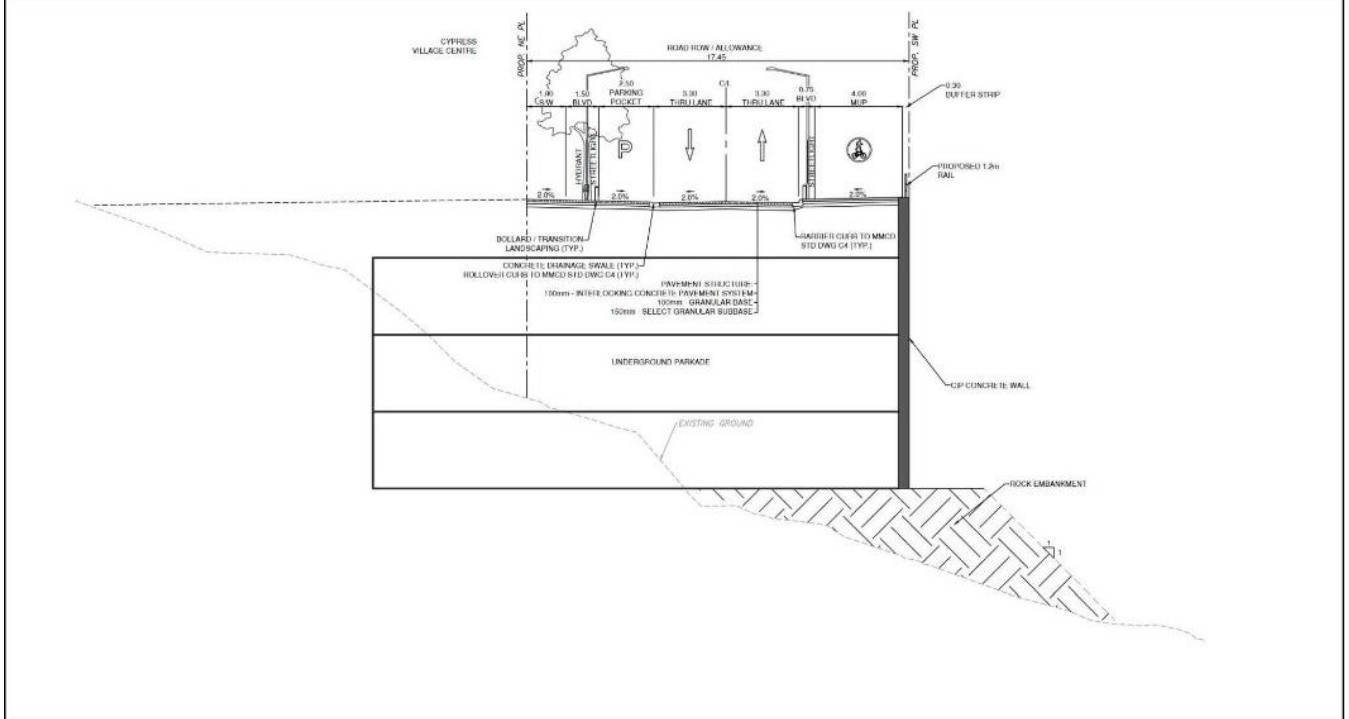 CYPRESS
VILLAGE CENTRE
PROP. NE PL
ROAD ROW / ALLOWANCE
17.45
PROP. SW PL
1.80
S/W
1.50
BLVD
2.50
PARKING
POCKET
3.30
THRU LANE
C/L
3.30
THRU LANE
0.75
BLVD
4.00
MUP
0.30
BUFFER STRIP
HYDRANT
STREETLIGHT
P
STREETLIGHT
PROPOSED 1.2m
RAIL
2.0%
2.0%
2.0%
2.0%
2.0%
BOLLARD / TRANSITION
LANDSCAPING (TYP.)
BARRIER CURB TO MMCD
STD DWG C4 (TYP.)
CONCRETE DRAINAGE SWALE (TYP.)
ROLLOVER CURB TO MMCD STD DWG C4 (TYP.)
PAVEMENT STRUCTURE:
100mm - INTERLOCKING CONCRETE PAVEMENT SYSTEM
100mm GRANULAR BASE
150mm - SELECT GRANULAR SUBBASE
UNDERGROUND PARKADE
CIP CONCRETE WALL
EXISTING GROUND
ROCK EMBANKMENT
1
1